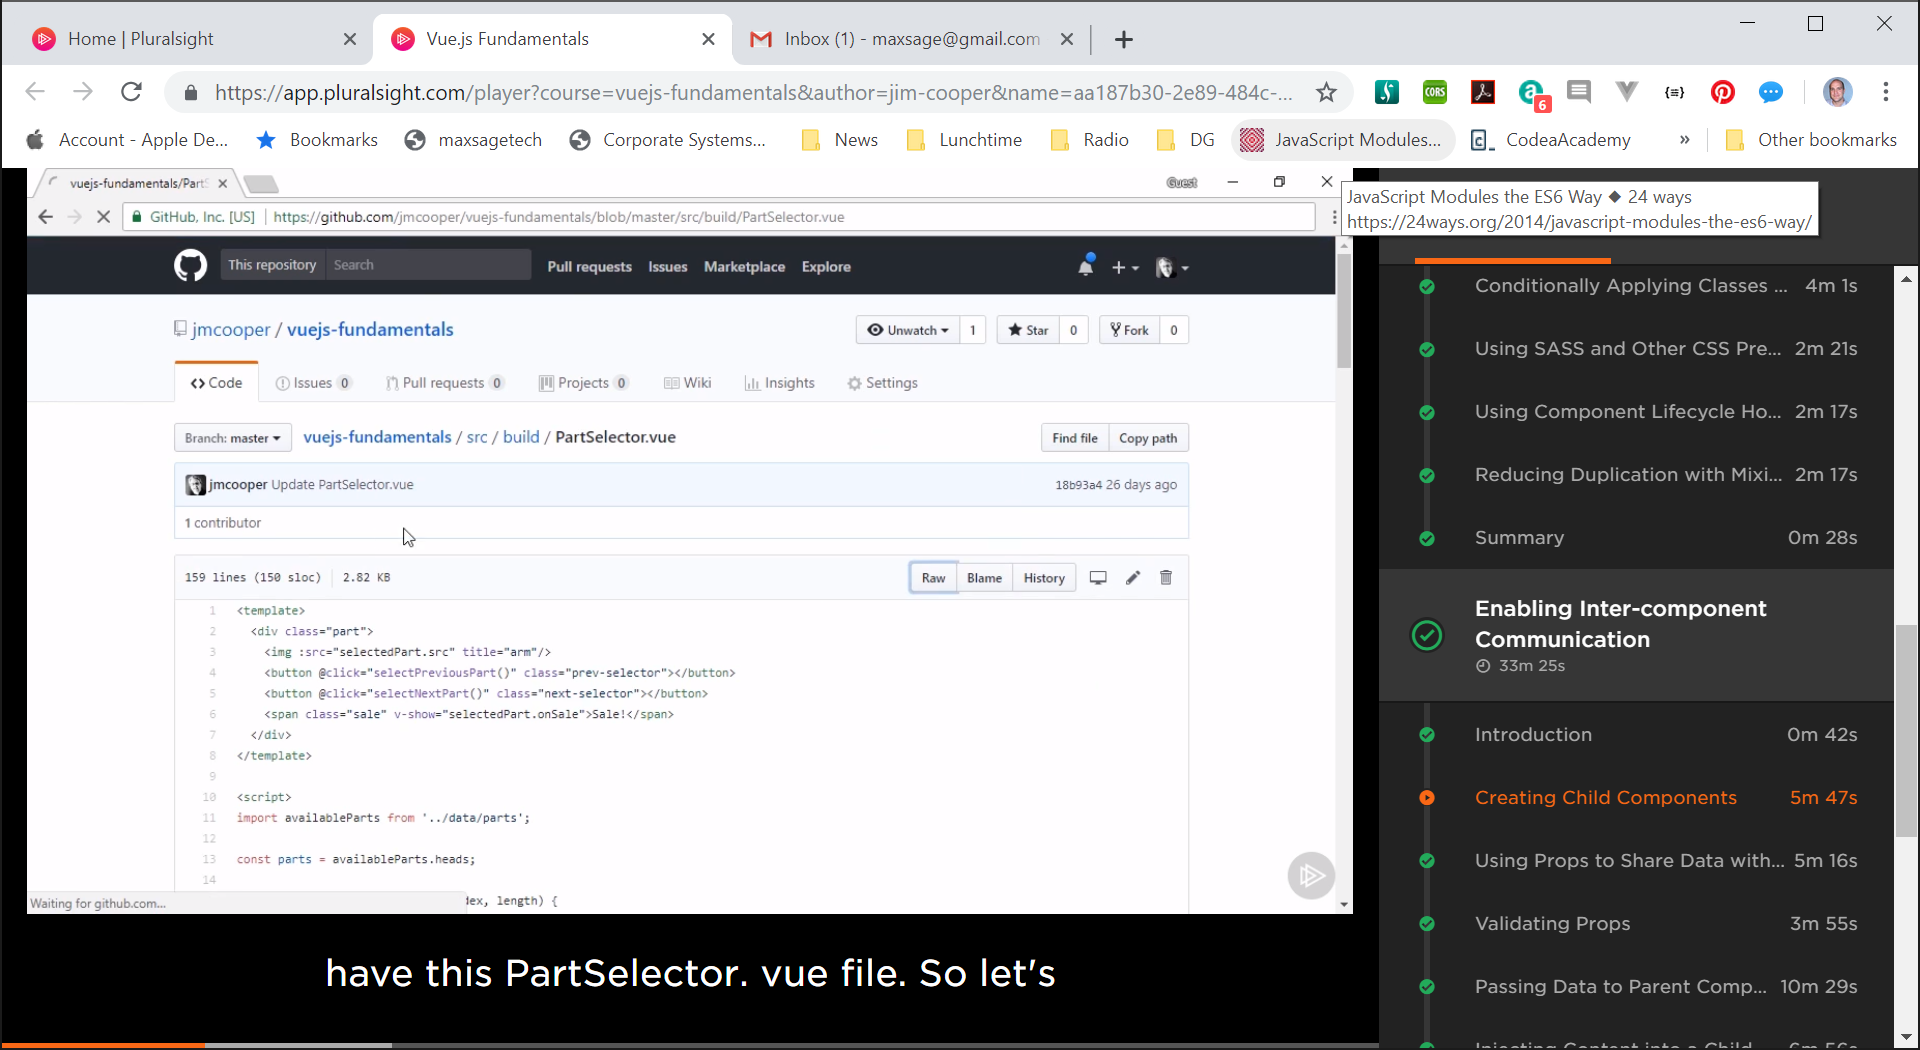 Home | Pluralsight
Vue.js Fundamentals
Inbox (1) - maxsage@gmail.com
https://app.pluralsight.com/player?course=vuejs-fundamentals&author=jim-cooper&name=aa187b30-2e89-484c-...
CORS
6
Account - Apple De...
Bookmarks
maxsagetech
Corporate Systems...
News
Lunchtime
Radio
DG
JavaScript Modules...
CodeaAcademy
»
Other bookmarks
JavaScript Modules the ES6 Way ◆ 24 ways
https://24ways.org/2014/javascript-modules-the-es6-way/
vuejs-fundamentals/PartS
Guest
GitHub, Inc. [US]
https://github.com/jmcooper/vuejs-fundamentals/blob/master/src/build/PartSelector.vue
This repository
Search
Pull requests
Issues
Marketplace
Explore
jmcooper / vuejs-fundamentals
Unwatch 1
Star 0
Fork 0
<> Code
Issues 0
Pull requests 0
Projects 0
Wiki
Insights
Settings
Branch: master
vuejs-fundamentals / src / build / PartSelector.vue
Find file
Copy path
jmcooper Update PartSelector.vue
18b93a4 26 days ago
1 contributor
159 lines (150 sloc)
2.82 KB
Raw
Blame
History
1 <template>
2 <div class="part">
3 <img :src="selectedPart.src" title="arm"/>
4 <button @click="selectPreviousPart()" class="prev-selector"></button>
5 <button @click="selectNextPart()" class="next-selector"></button>
6 <span class="sale" v-show="selectedPart.onSale">Sale!</span>
7 </div>
8 </template>
9
10 <script>
11 import availableParts from '../data/parts';
12
13 const parts = availableParts.heads;
14
dex, length) {
Waiting for github.com...
have this PartSelector. vue file. So let's
Conditionally Applying Classes ... 4m 1s
Using SASS and Other CSS Pre... 2m 21s
Using Component Lifecycle Ho... 2m 17s
Reducing Duplication with Mixi... 2m 17s
Summary 0m 28s
Enabling Inter-component
Communication
33m 25s
Introduction 0m 42s
Creating Child Components 5m 47s
Using Props to Share Data with... 5m 16s
Validating Props 3m 55s
Passing Data to Parent Comp... 10m 29s
Injecting Content into a Child 6m 56s